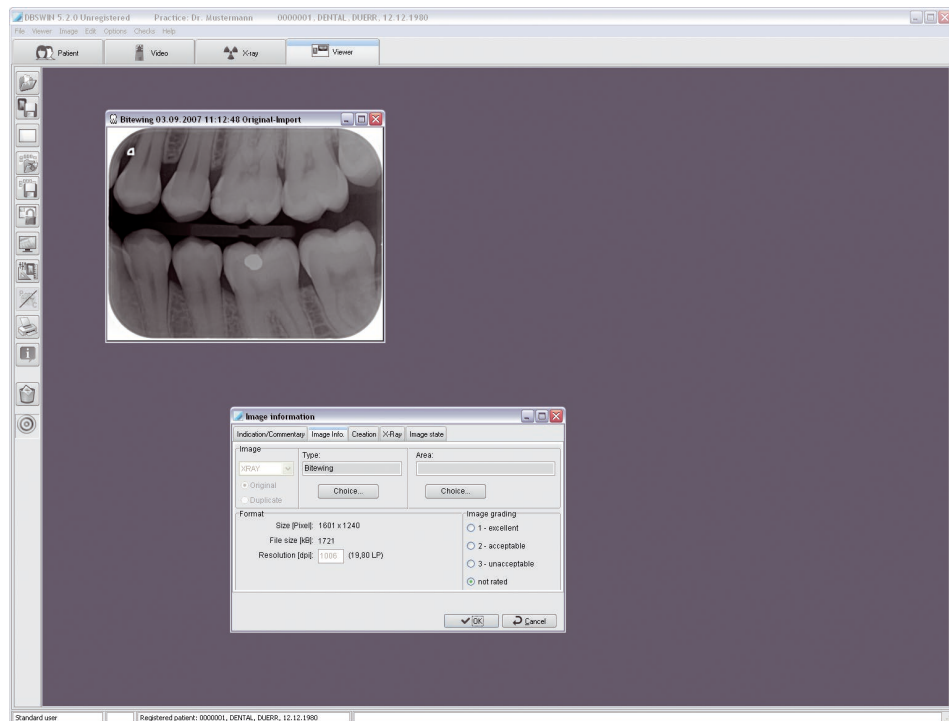 DBSWIN 5.2.0 Unregistered Practice: Dr. Mustermann 0000001, DENTAL, DUERR, 12.12.1980
File Viewer Image Edit Options Checks Help
Patient Video X-ray Viewer
Bitewing 03.09.2007 11:12:48 Original-Import
Image information
Indication/Commentary Image Info. Creation X-Ray Image state
Image
XRAY
Original
Duplicate
Type:
Bitewing
Choice...
Area:
Choice...
Format
Size [Pixel]: 1601 x 1240
File size [kB]: 1721
Resolution [dpi]: 1006 (19,80 LP)
Image grading
1 - excellent
2 - acceptable
3 - unacceptable
not rated
OK Cancel
Standard user Registered patient: 0000001, DENTAL, DUERR, 12.12.1980